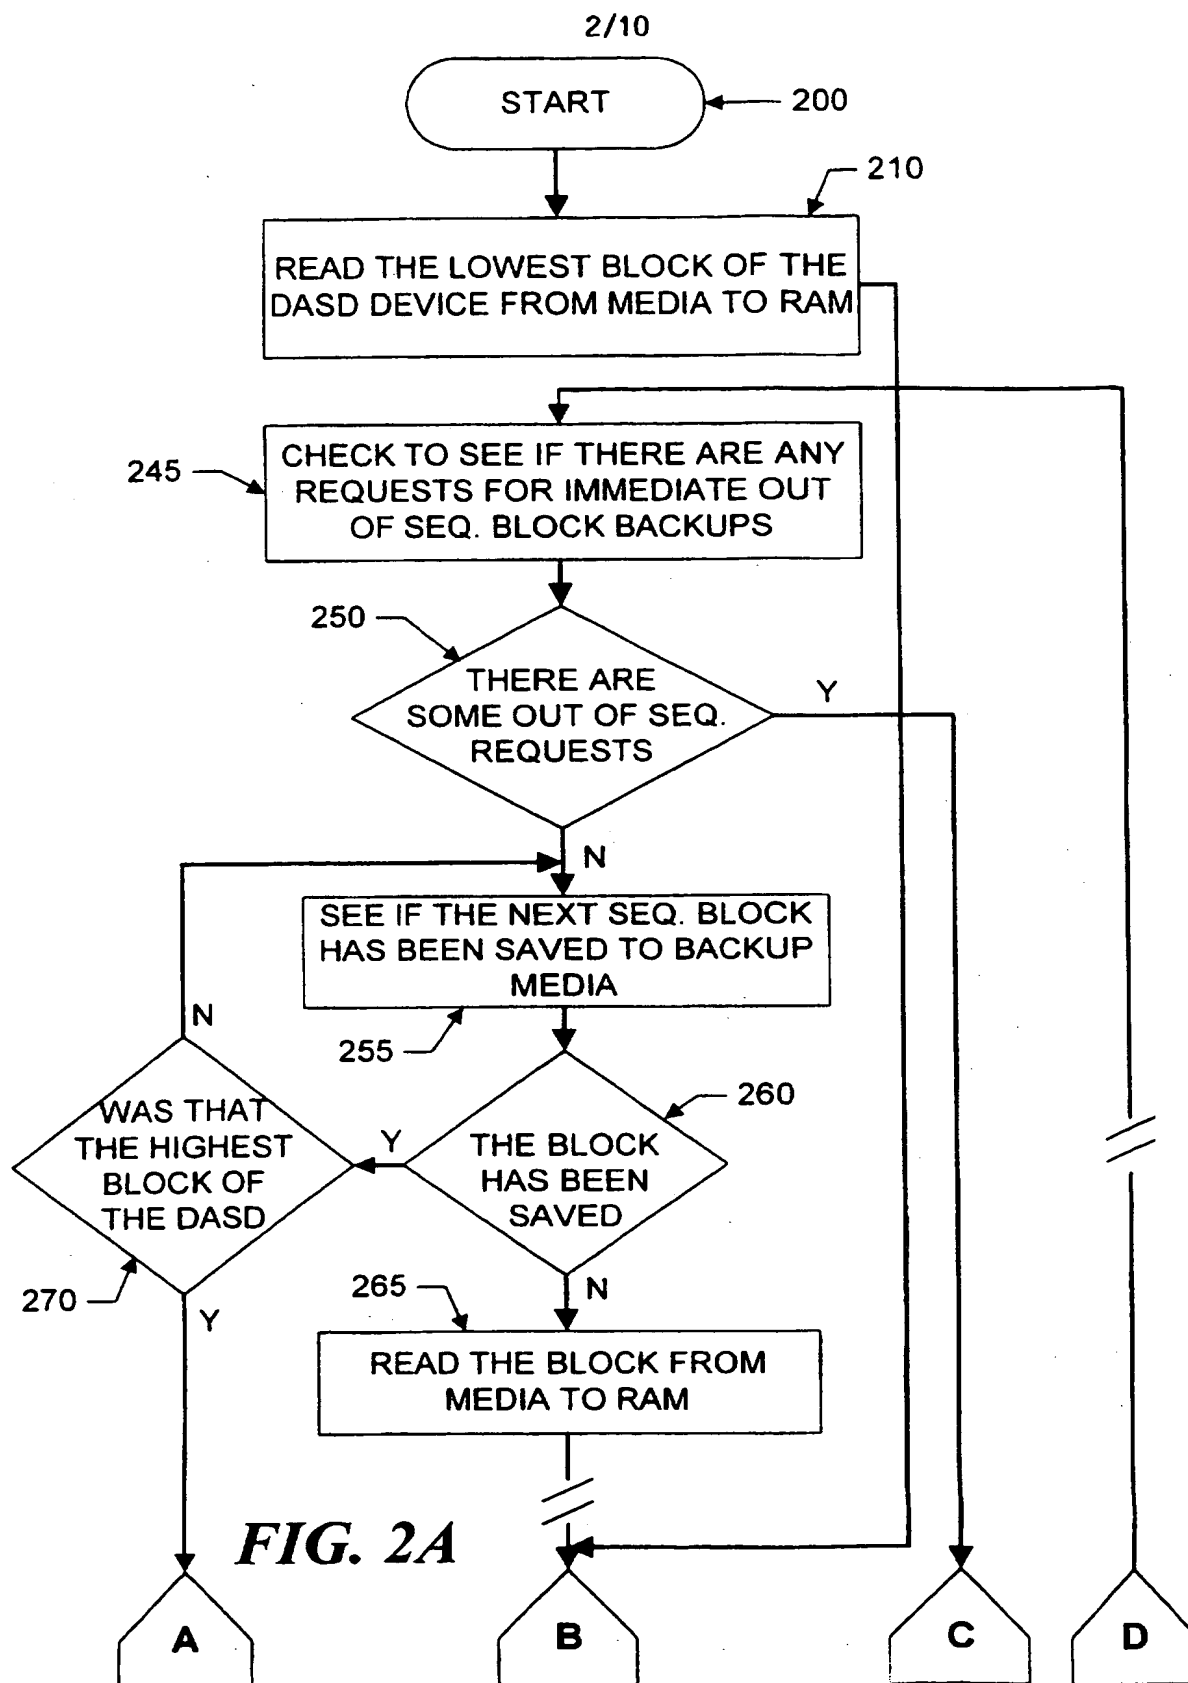 2/10
START
200
210
READ THE LOWEST BLOCK OF THE
DASD DEVICE FROM MEDIA TO RAM
245
CHECK TO SEE IF THERE ARE ANY
REQUESTS FOR IMMEDIATE OUT
OF SEQ. BLOCK BACKUPS
250
THERE ARE
SOME OUT OF SEQ.
REQUESTS
Y
N
SEE IF THE NEXT SEQ. BLOCK
HAS BEEN SAVED TO BACKUP
MEDIA
N
255
260
WAS THAT
THE HIGHEST
BLOCK OF
THE DASD
Y
THE BLOCK
HAS BEEN
SAVED
270
Y
265
N
READ THE BLOCK FROM
MEDIA TO RAM
FIG. 2A
A
B
C
D